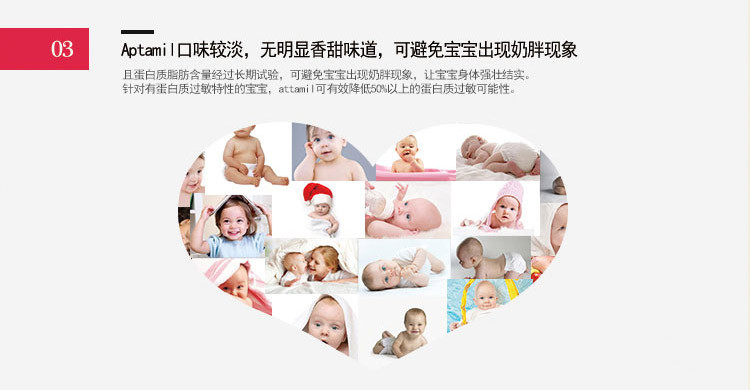 03
Aptamil口味较淡，无明显香甜味道，可避免宝宝出现奶胖现象
且蛋白质脂肪含量经过长期试验，可避免宝宝出现奶胖现象，让宝宝身体强壮结实。
针对有蛋白质过敏特性的宝宝，attamil可有效降低50%以上的蛋白质过敏可能性。